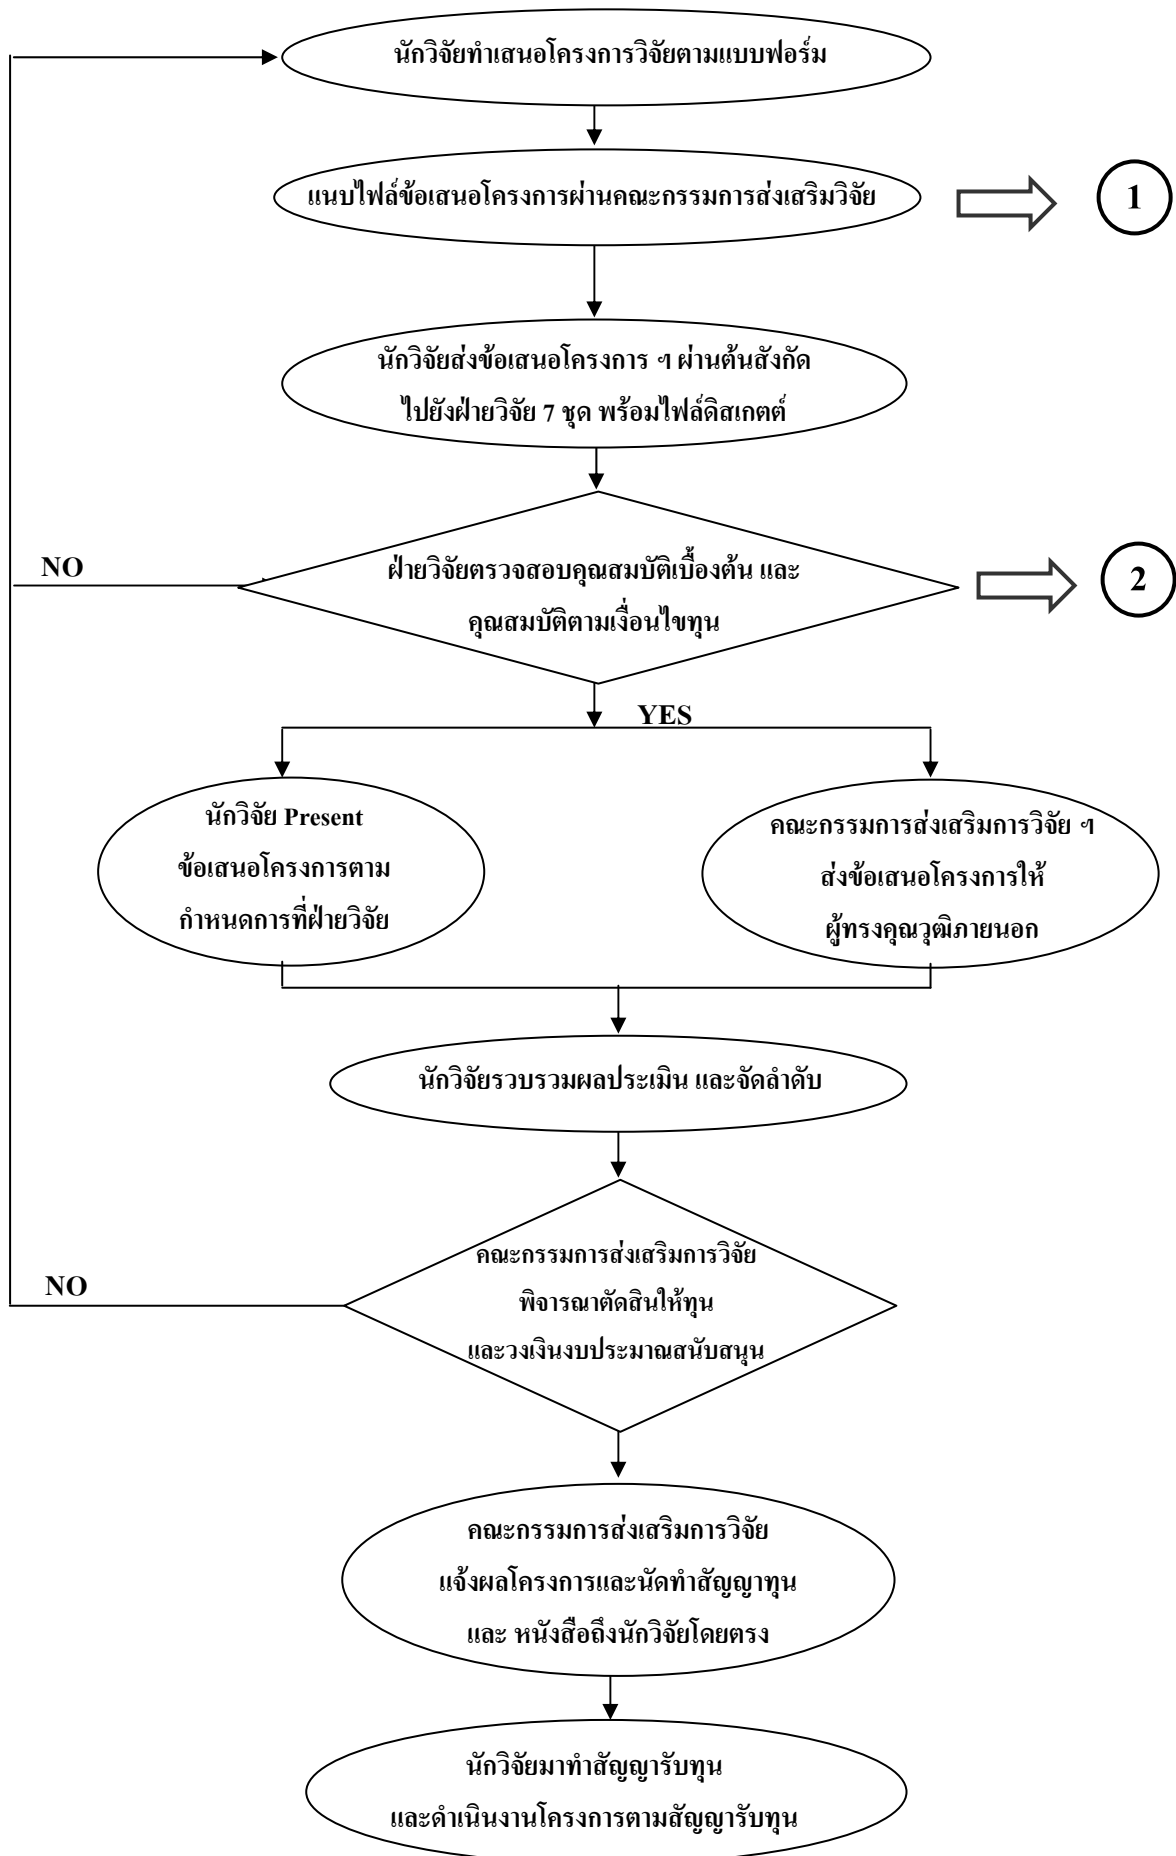 นักวิจัยทำเสนอโครงการวิจัยตามแบบฟอร์ม
แนบไฟล์ข้อเสนอโครงการผ่านคณะกรรมการส่งเสริมวิจัย
1
นักวิจัยส่งข้อเสนอโครงการ ฯ ผ่านต้นสังกัด
ไปยังฝ่ายวิจัย 7 ชุด พร้อมไฟล์ดิสเกตต์
NO
ฝ่ายวิจัยตรวจสอบคุณสมบัติเบื้องต้น และ
คุณสมบัติตามเงื่อนไขทุน
2
YES
นักวิจัย Present
ข้อเสนอโครงการตาม
กำหนดการที่ฝ่ายวิจัย
คณะกรรมการส่งเสริมการวิจัย ฯ
ส่งข้อเสนอโครงการให้
ผู้ทรงคุณวุฒิภายนอก
นักวิจัยรวบรวมผลประเมิน และจัดลำดับ
NO
คณะกรรมการส่งเสริมการวิจัย
พิจารณาตัดสินให้ทุน
และวงเงินงบประมาณสนับสนุน
คณะกรรมการส่งเสริมการวิจัย
แจ้งผลโครงการและนัดทำสัญญาทุน
และ หนังสือถึงนักวิจัยโดยตรง
นักวิจัยมาทำสัญญารับทุน
และดำเนินงานโครงการตามสัญญารับทุน